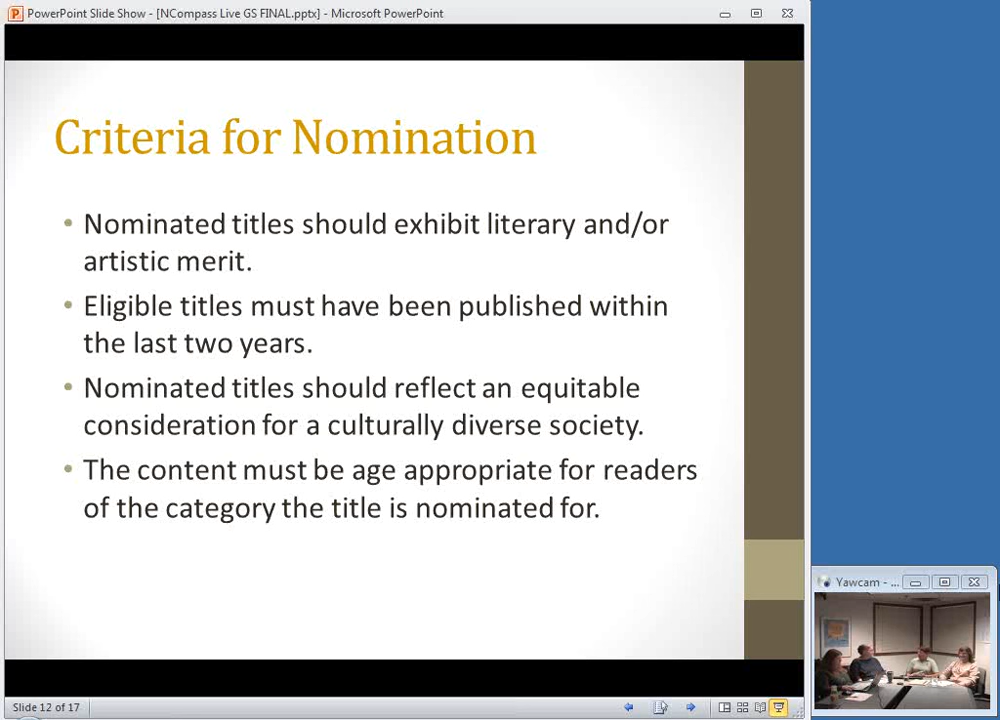 PowerPoint Slide Show - [NCompass Live GS FINAL.pptx] - Microsoft PowerPoint
Criteria for Nomination
• Nominated titles should exhibit literary and/or
artistic merit.
• Eligible titles must have been published within
the last two years.
• Nominated titles should reflect an equitable
consideration for a culturally diverse society.
• The content must be age appropriate for readers
of the category the title is nominated for.
Yawcam - ...
Slide 12 of 17